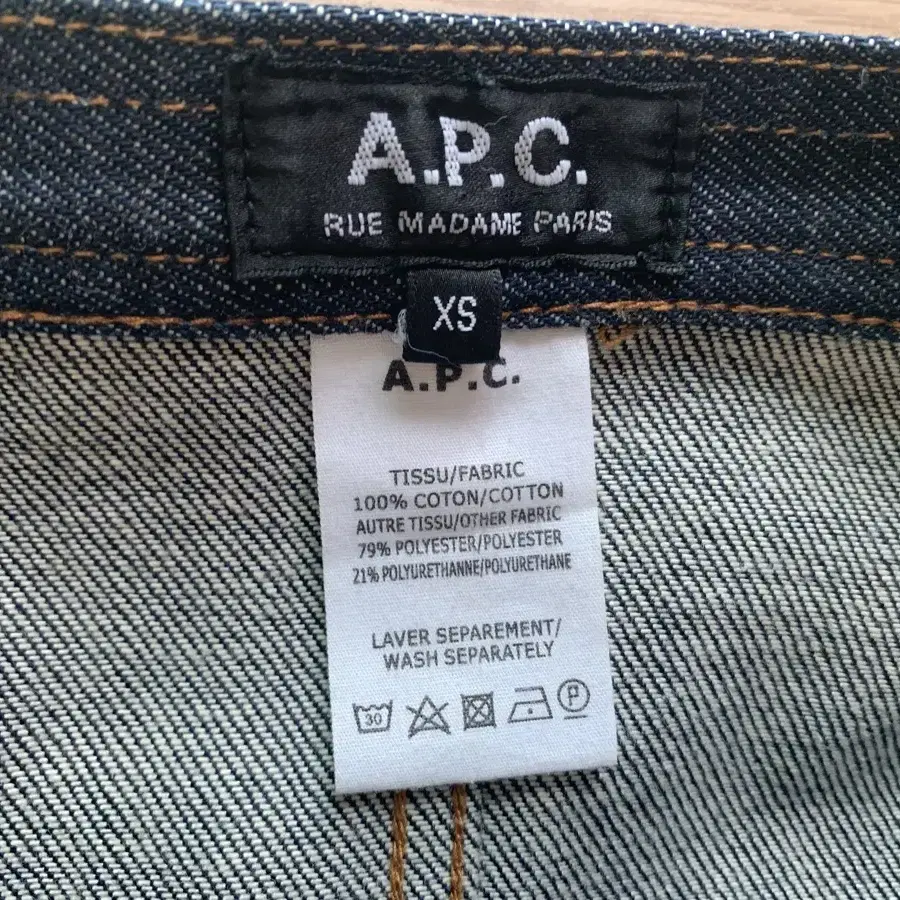 A.P.C.
RUE MADAME PARIS
XS
A.P.C.
TISSU/FABRIC
100% COTON/COTTON
AUTRE TISSU/OTHER FABRIC
79% POLYESTER/POLYESTER
21% POLYURETHANNE/POLYURETHANE
LAVER SEPAREMENT/
WASH SEPARATELY
30 P